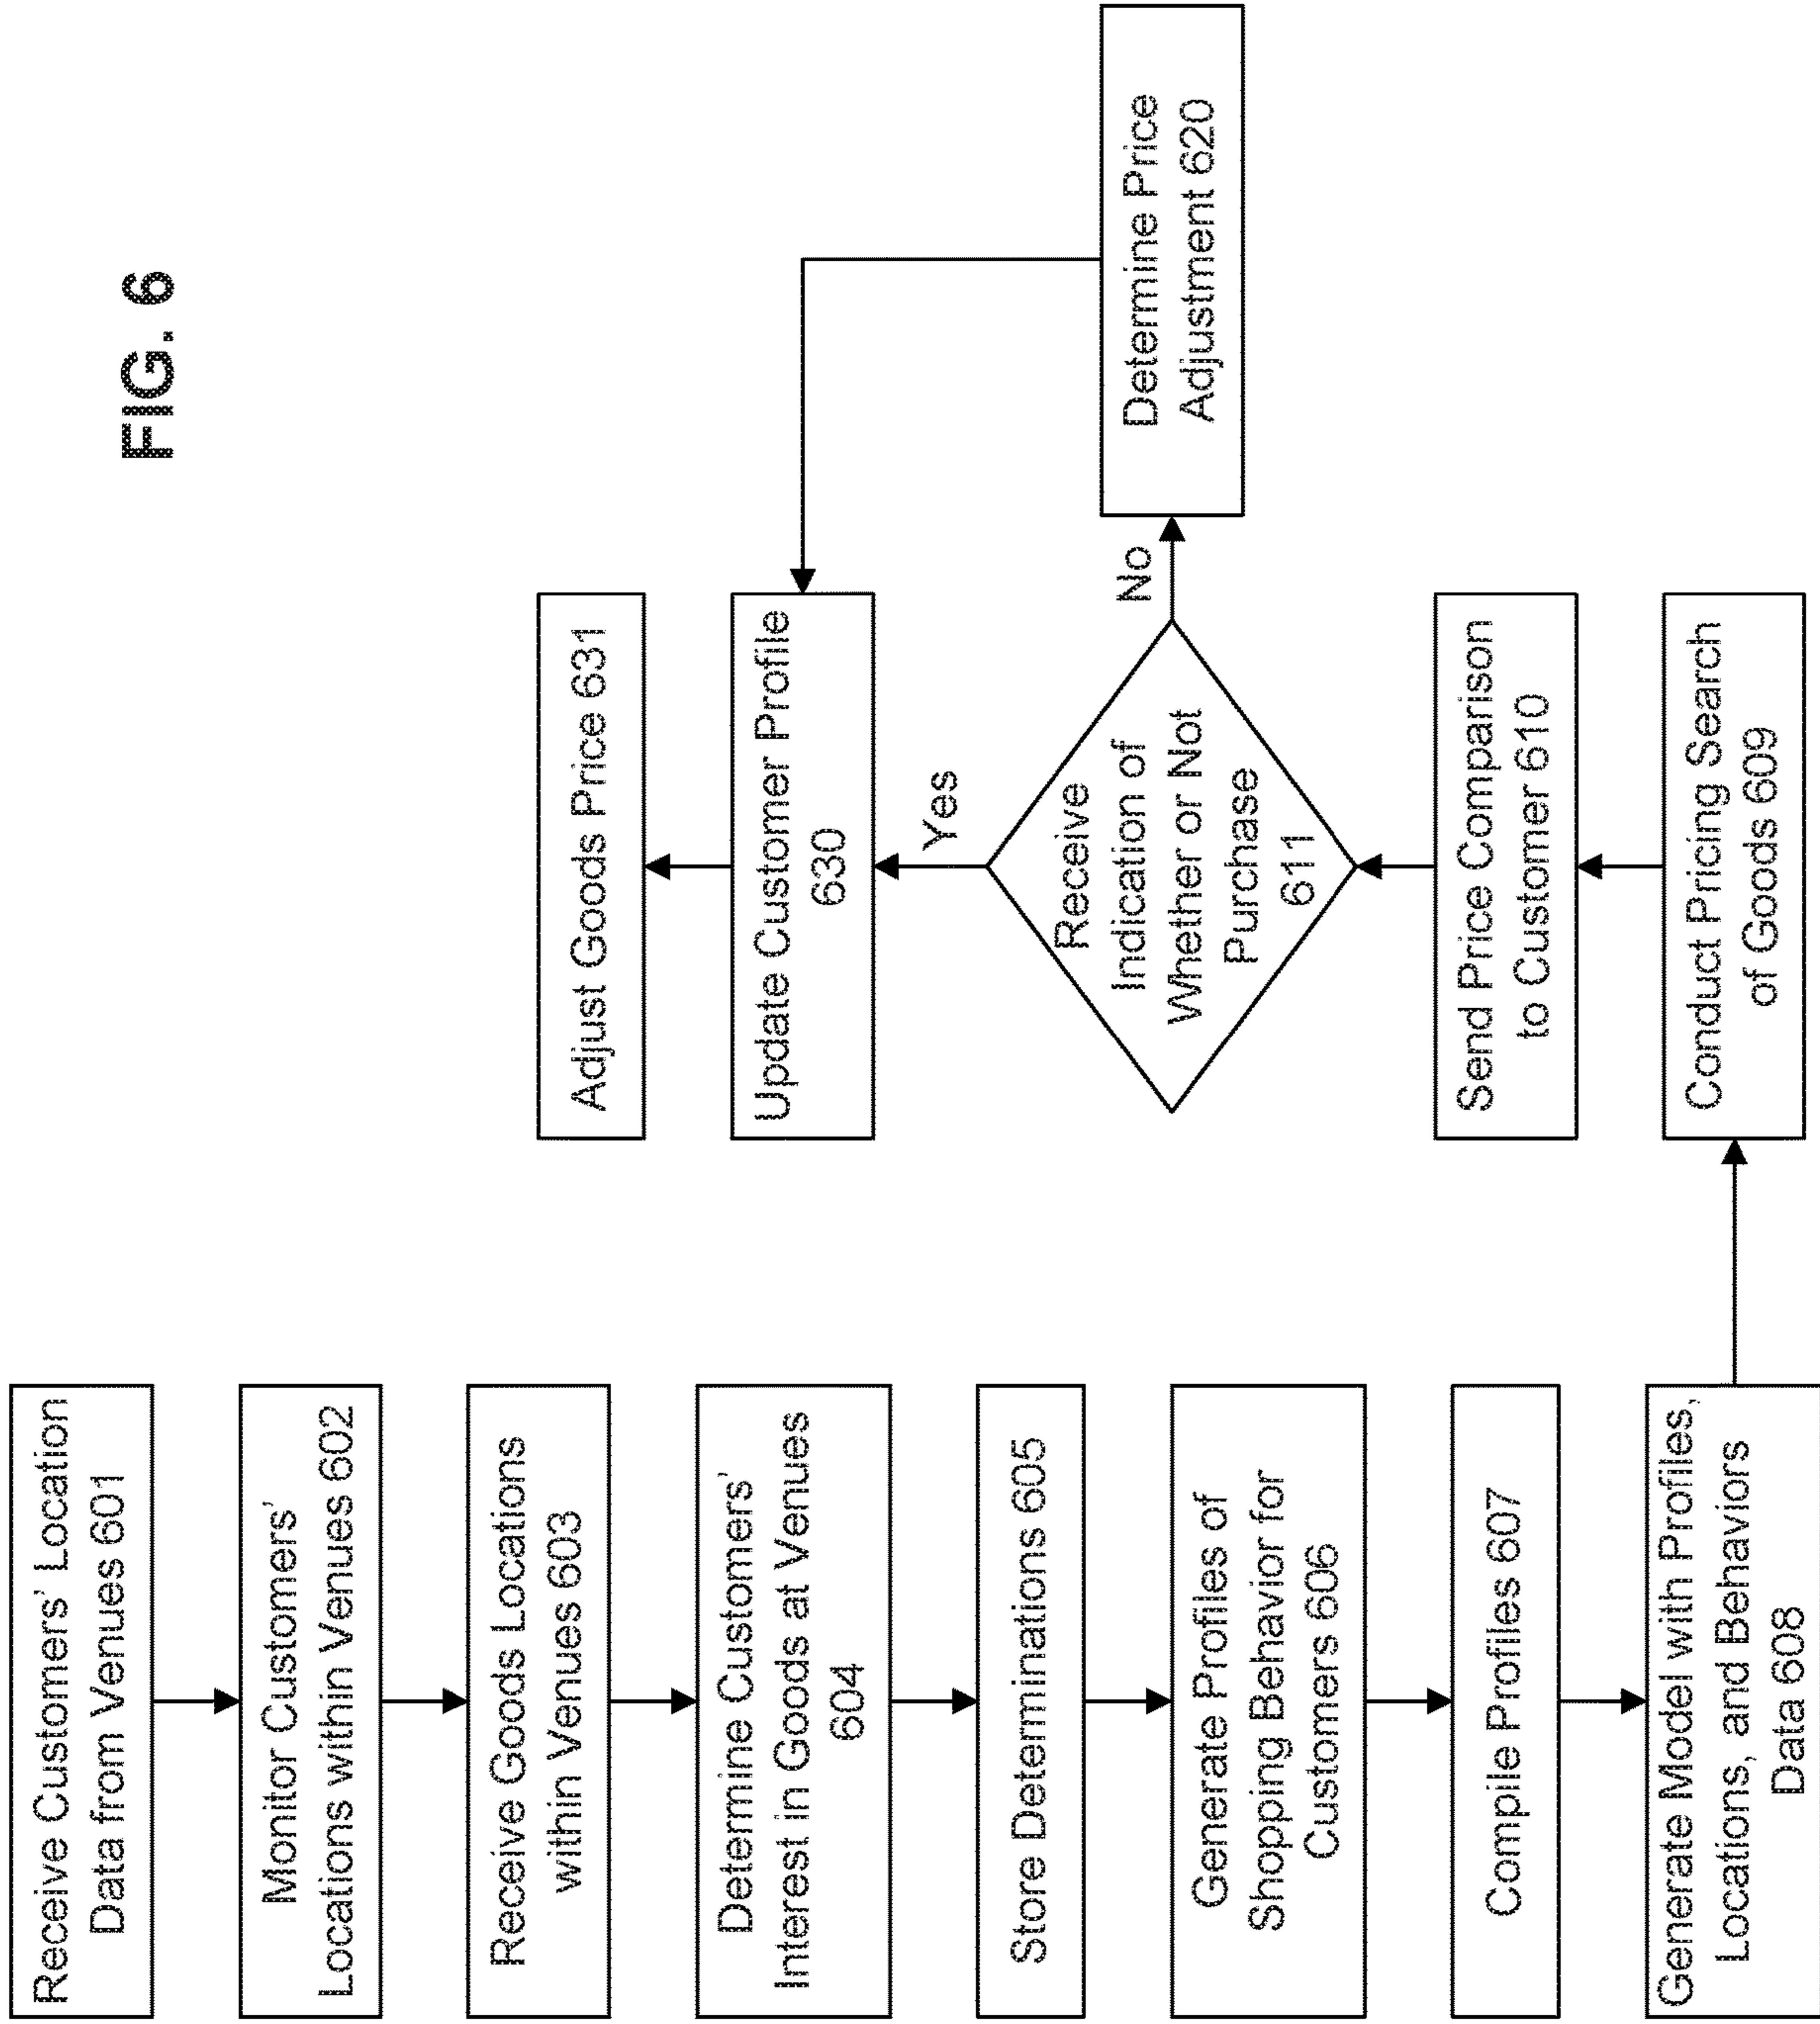 FIG. 6
Receive Customers’ Location
Data from Venues 601
Monitor Customers’
Locations within Venues 602
Receive Goods Locations
within Venues 603
Determine Customers’
Interest in Goods at Venues
604
Store Determinations 605
Generate Profiles of
Shopping Behavior for
Customers 606
Compile Profiles 607
Generate Model with Profiles,
Locations, and Behaviors
Data 608
Conduct Pricing Search
of Goods 609
Send Price Comparison
to Customer 610
Receive
Indication of
Whether or Not
Purchase
611
Yes
No
Determine Price
Adjustment 620
Update Customer Profile
630
Adjust Goods Price 631